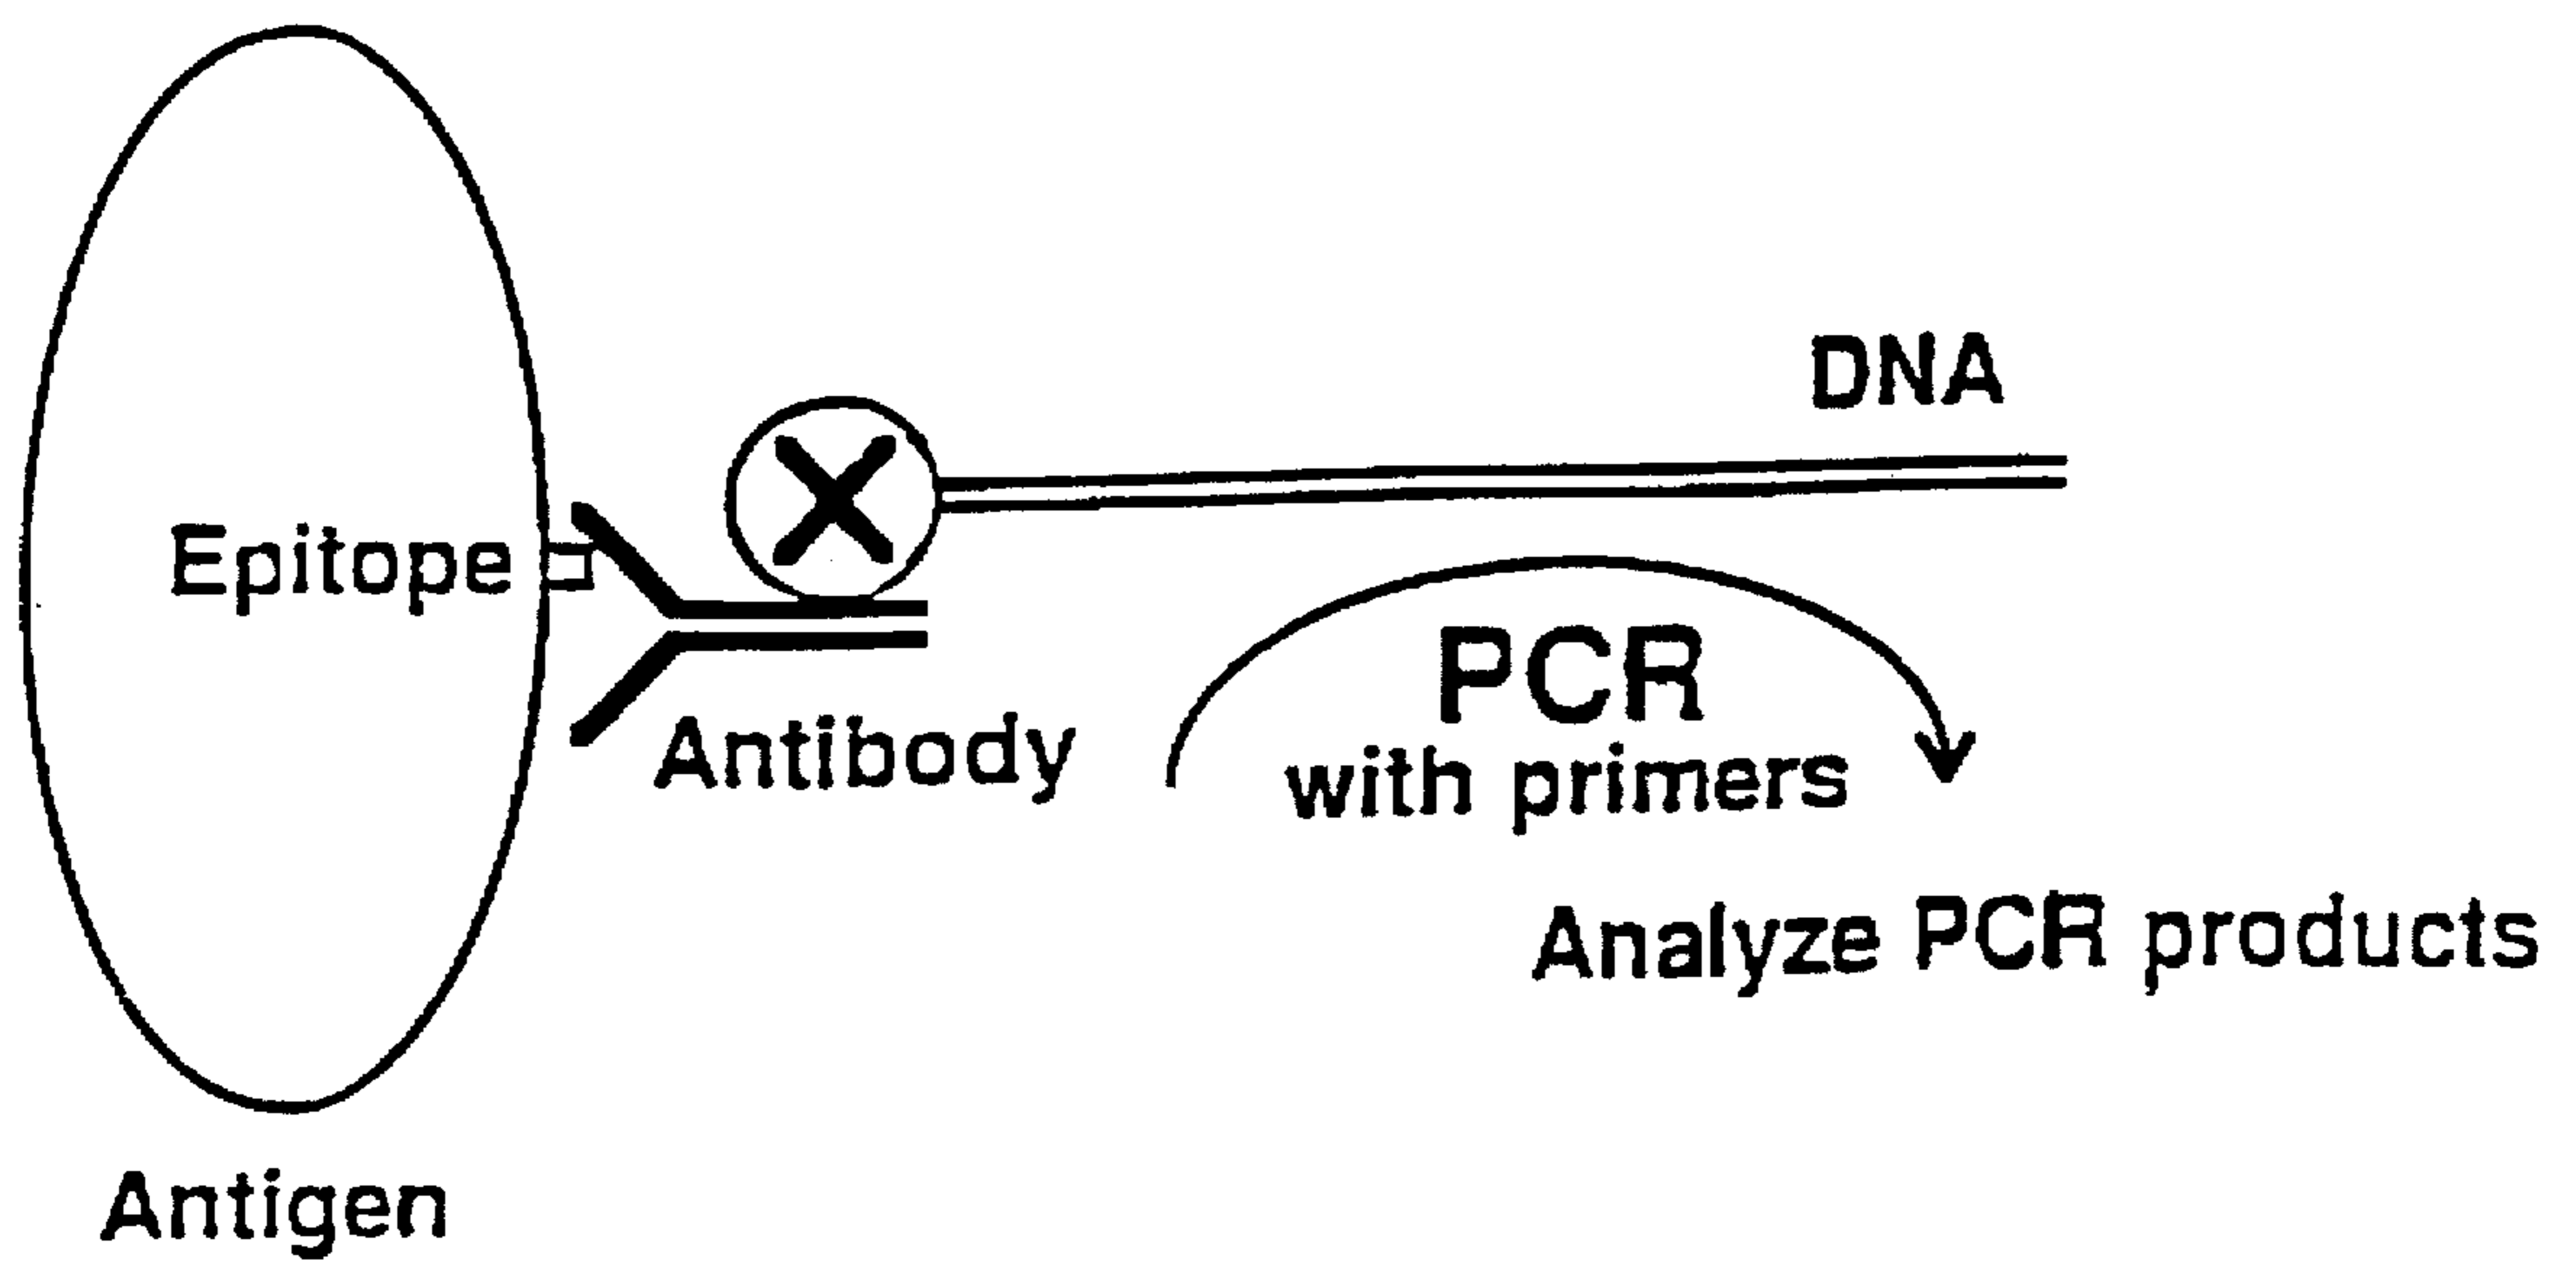 DNA
X
Epitope
Antibody
PCR
with primers
Analyze PCR products
Antigen